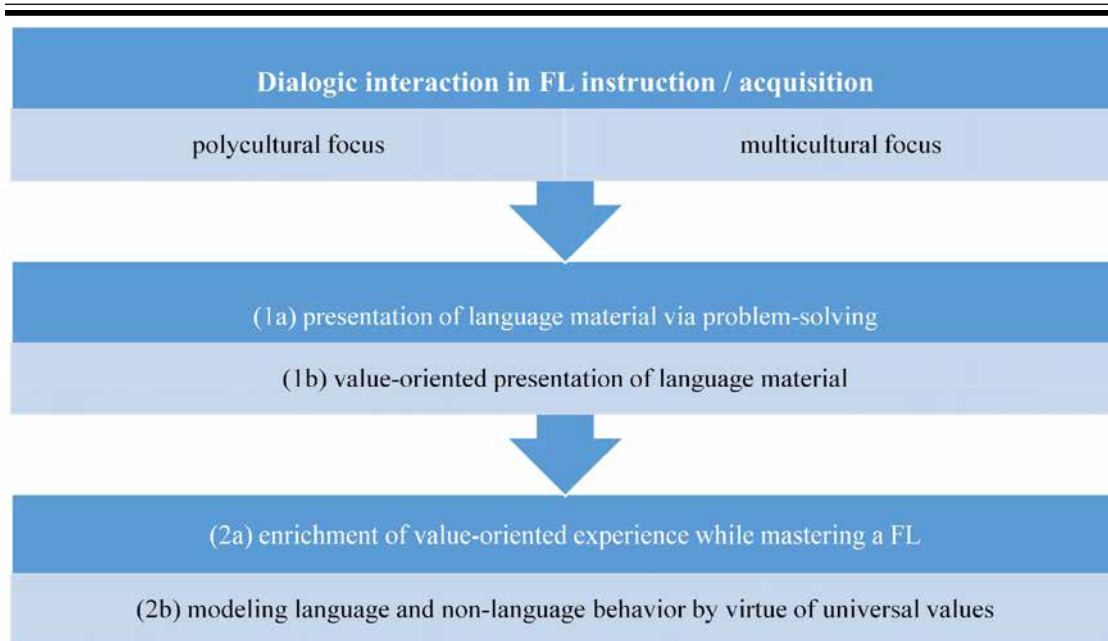 Dialogic interaction in FL instruction / acquisition
polycultural focus
multicultural focus
(1a) presentation of language material via problem-solving
(1b) value-oriented presentation of language material
(2a) enrichment of value-oriented experience while mastering a FL
(2b) modeling language and non-language behavior by virtue of universal values